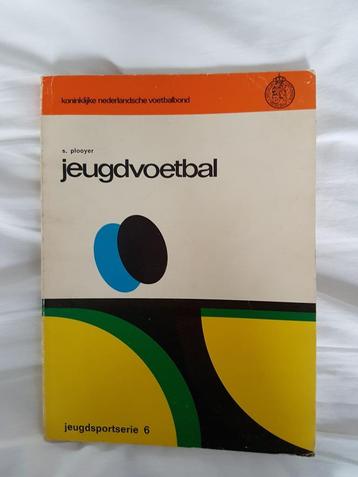 koninklijke nederlandsche voetbalbond
s. plooyer
jeugdvoetbal
jeugdsportserie 6